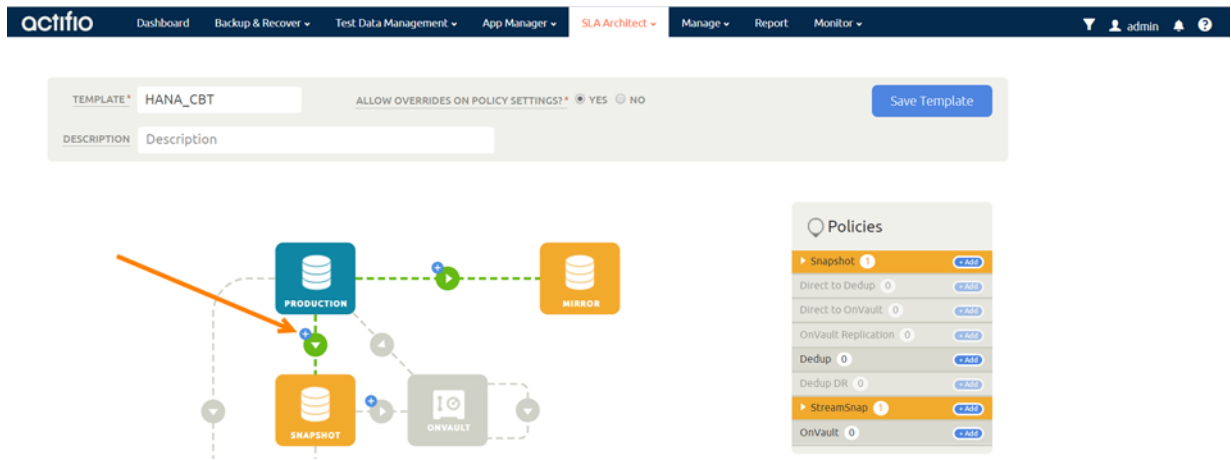 actifio Dashboard Backup & Recover Test Data Management App Manager SLA Architect Manage Report Monitor admin ?
TEMPLATE* HANA_CBT ALLOW OVERRIDES ON POLICY SETTINGS?* YES NO Save Template
DESCRIPTION Description
Policies
Snapshot 1 + Add
Direct to Dedup 0 + Add
Direct to OnVault 0 + Add
OnVault Replication 0 + Add
Dedup 0 + Add
Dedup DR 0 + Add
StreamSnap 1 + Add
OnVault 0 + Add
PRODUCTION
MIRROR
SNAPSHOT
ONVAULT